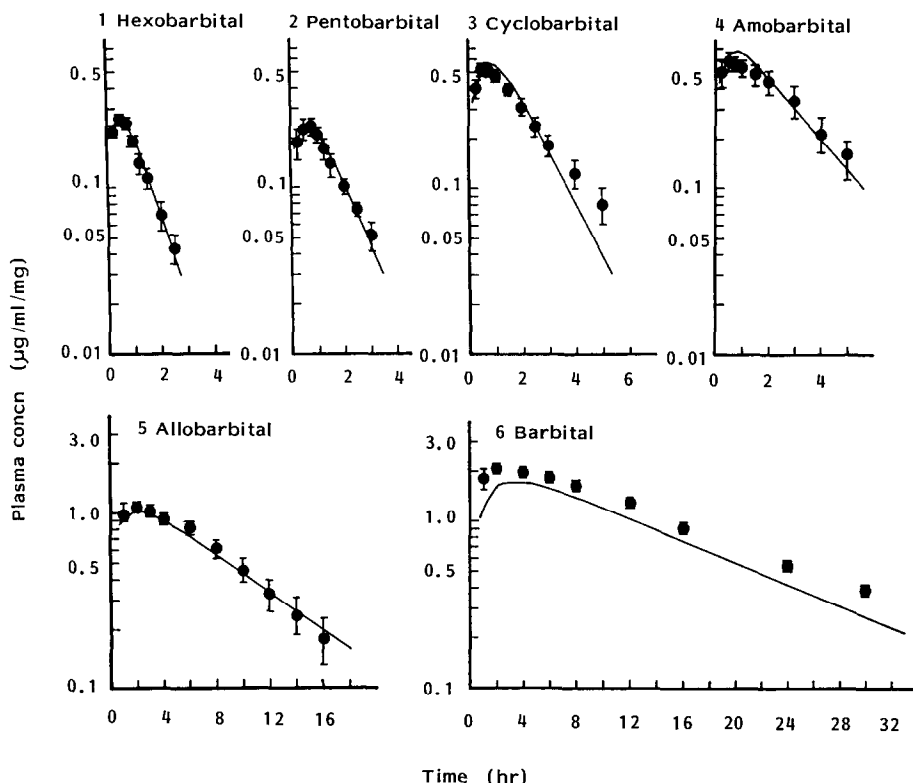 1 Hexobarbital
2 Pentobarbital
3 Cyclobarbital
4 Amobarbital
0.5
0.1
0.05
0.01
0 2 4
0.5
0.1
0.05
0.01
0 2 4
0.5
0.1
0.05
0.01
0 2 4 6
0.5
0.1
0.01
0 2 4
5 Allobarbital
3.0
1.0
0.5
0.1
0 4 8 12 16
6 Barbital
3.0
1.0
0.5
0.1
0 4 8 12 16 20 24 28 32
Plasma concn (μg/ml/mg)
Time (hr)